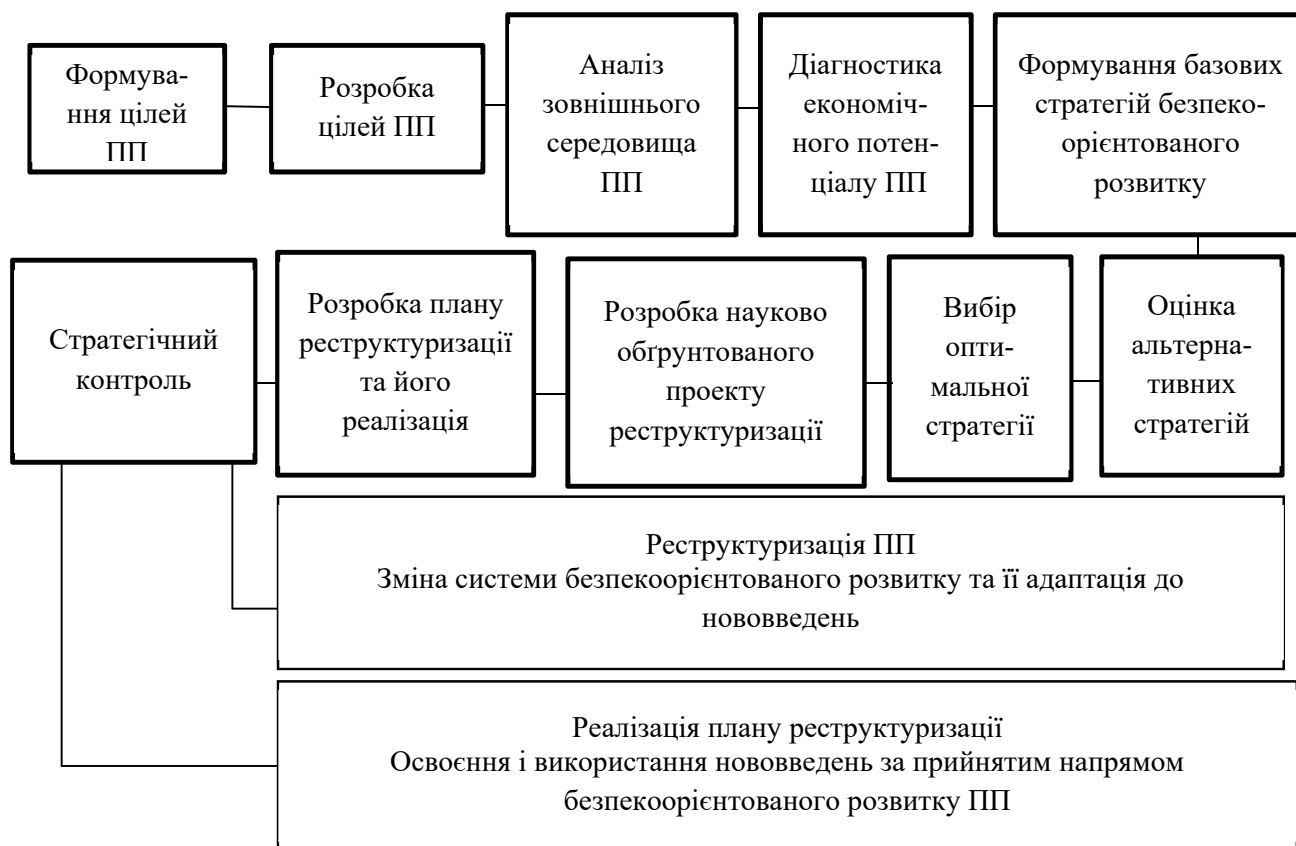 Формува-
ння цілей
ПП
Розробка
цілей ПП
Аналіз
зовнішнього
середовища
ПП
Діагностика
економіч-
ного потен-
ціалу ПП
Формування базових
стратегій безпеко-
орієнтованого
розвитку
Стратегічний
контроль
Розробка плану
реструктуризації
та його
реалізація
Розробка науково
обґрунтованого
проекту
реструктуризації
Вибір
опти-
мальної
стратегії
Оцінка
альтерна-
тивних
стратегій
Реструктуризація ПП
Зміна системи безпекоорієнтованого розвитку та її адаптація до
нововведень
Реалізація плану реструктуризації
Освоєння і використання нововведень за прийнятим напрямом
безпекоорієнтованого розвитку ПП